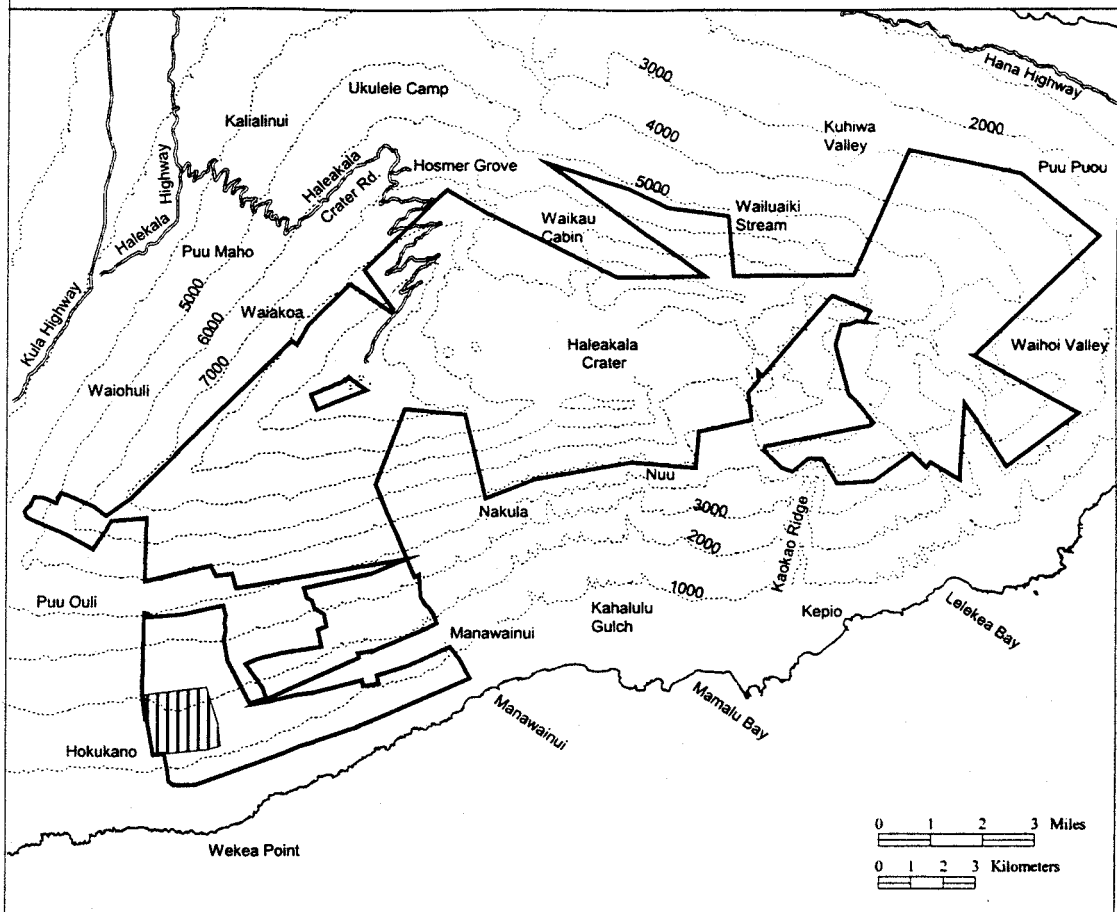 Hana Highway
3000
Ukulele Camp
Kalialinui
4000
Kuhiwa
Valley
2000
Halekala Highway
Haleakala
Crater Rd.
Hosmer Grove
Puu Puou
5000
Waikau
Cabin
Wailuaiki
Stream
Kula Highway
Puu Maho
5000
Waiakoa
6000
Haleakala
Crater
Waihoi Valley
7000
Waiohuli
Nuu
Nakula
3000
2000
Kaokao Ridge
1000
Puu Ouli
Kahalulu
Gulch
Kepio
Lelekea Bay
Manawainui
Mamalu Bay
Manawainui
Hokukano
Wekea Point
0 1 2 3 Miles
0 1 2 3 Kilometers